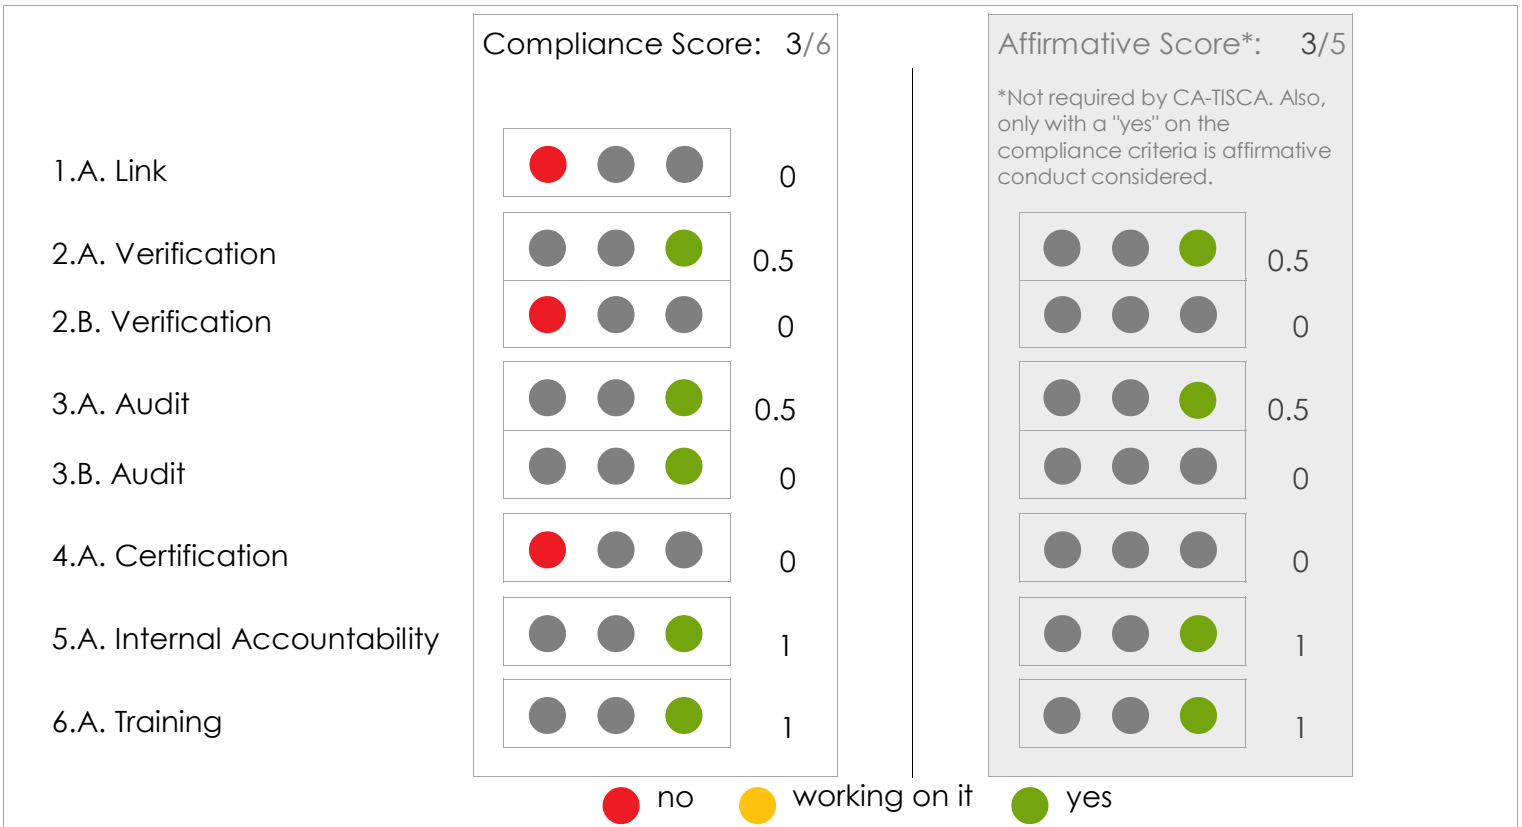 Compliance Score: 3/6
Affirmative Score*: 3/5
*Not required by CA-TISCA. Also,
only with a "yes" on the
compliance criteria is affirmative
conduct considered.
1.A. Link 0
2.A. Verification 0.5 0.5
2.B. Verification 0 0
3.A. Audit 0.5 0.5
3.B. Audit 0 0
4.A. Certification 0 0
5.A. Internal Accountability 1 1
6.A. Training 1 1
no working on it yes